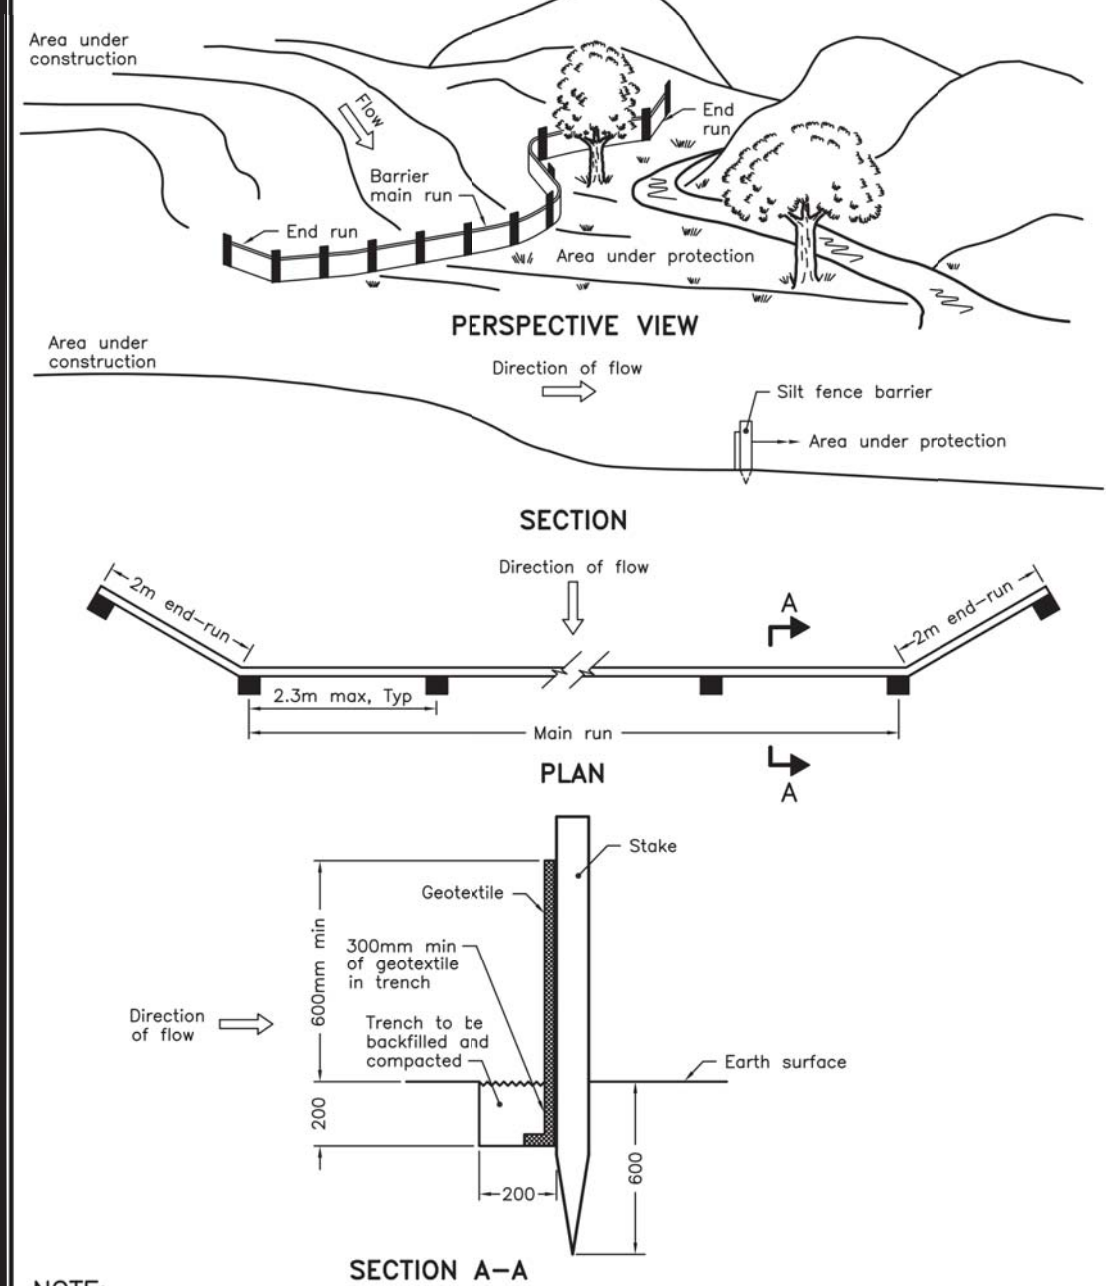 Area under
construction
Flow
End
run
Barrier
main run
End run
Area under protection
PERSPECTIVE VIEW
Area under
construction
Direction of flow
Silt fence barrier
Area under protection
SECTION
Direction of flow
2m end-run
A
2m end-run
2.3m max, Typ
Main run
PLAN
A
Stake
Geotextile
600mm min
300mm min
of geotextile
in trench
Direction
of flow
Trench to be
backfilled and
compacted
Earth surface
200
600
200
SECTION A-A
NOTE: